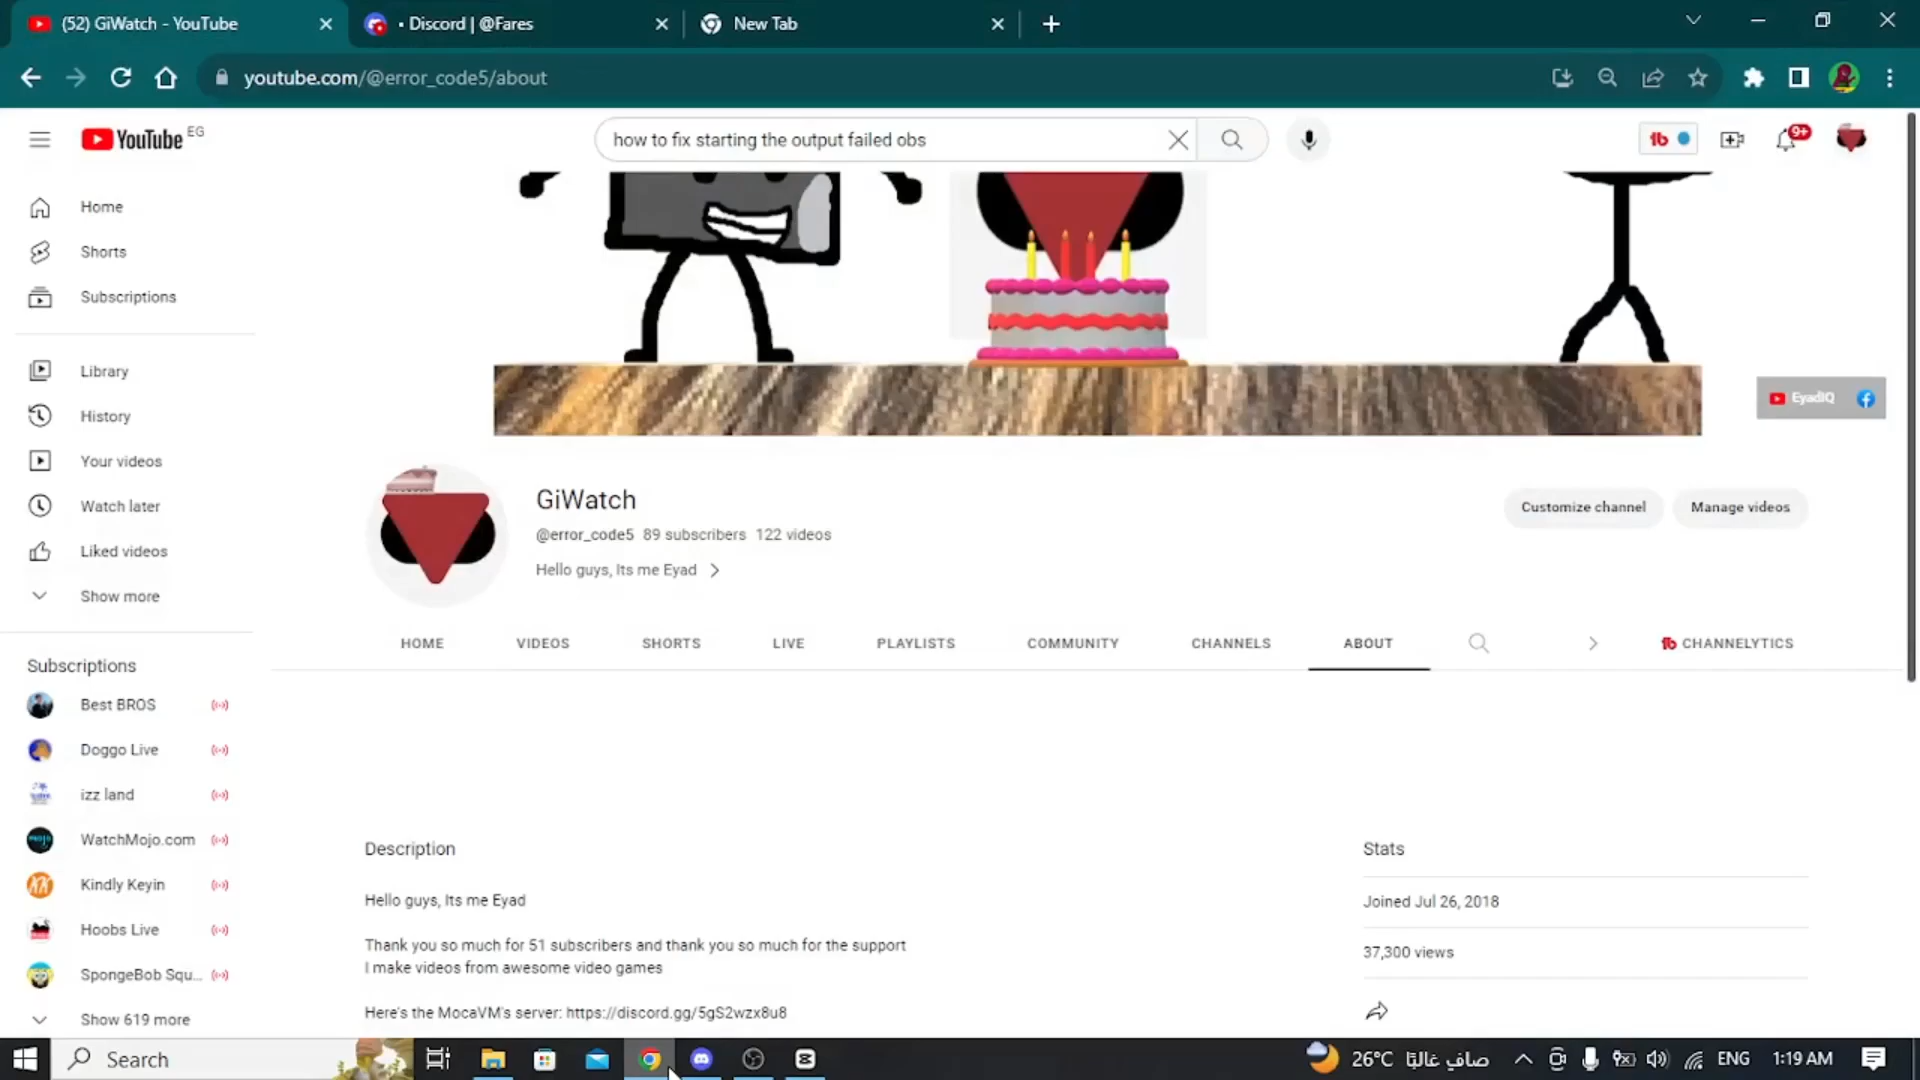 (52) GiWatch - YouTube
• Discord | @Fares
New Tab
youtube.com/@error_code5/about
YouTube EG
how to fix starting the output failed obs
9+
Home
Shorts
Subscriptions
Library
History
Your videos
Watch later
Liked videos
Show more
Subscriptions
Best BROS
Doggo Live
izz land
WatchMojo.com
Kindly Keyin
Hoobs Live
SpongeBob Squ...
Show 619 more
EyadIQ
GiWatch
@error_code5 89 subscribers 122 videos
Hello guys, Its me Eyad
Customize channel
Manage videos
HOME
VIDEOS
SHORTS
LIVE
PLAYLISTS
COMMUNITY
CHANNELS
ABOUT
CHANNELYTICS
Description
Hello guys, Its me Eyad
Thank you so much for 51 subscribers and thank you so much for the support
I make videos from awesome video games
Here's the MocaVM's server: https://discord.gg/5gS2wzx8u8
Stats
Joined Jul 26, 2018
37,300 views
Search
26°C صافٍ غالبًا
ENG
1:19 AM